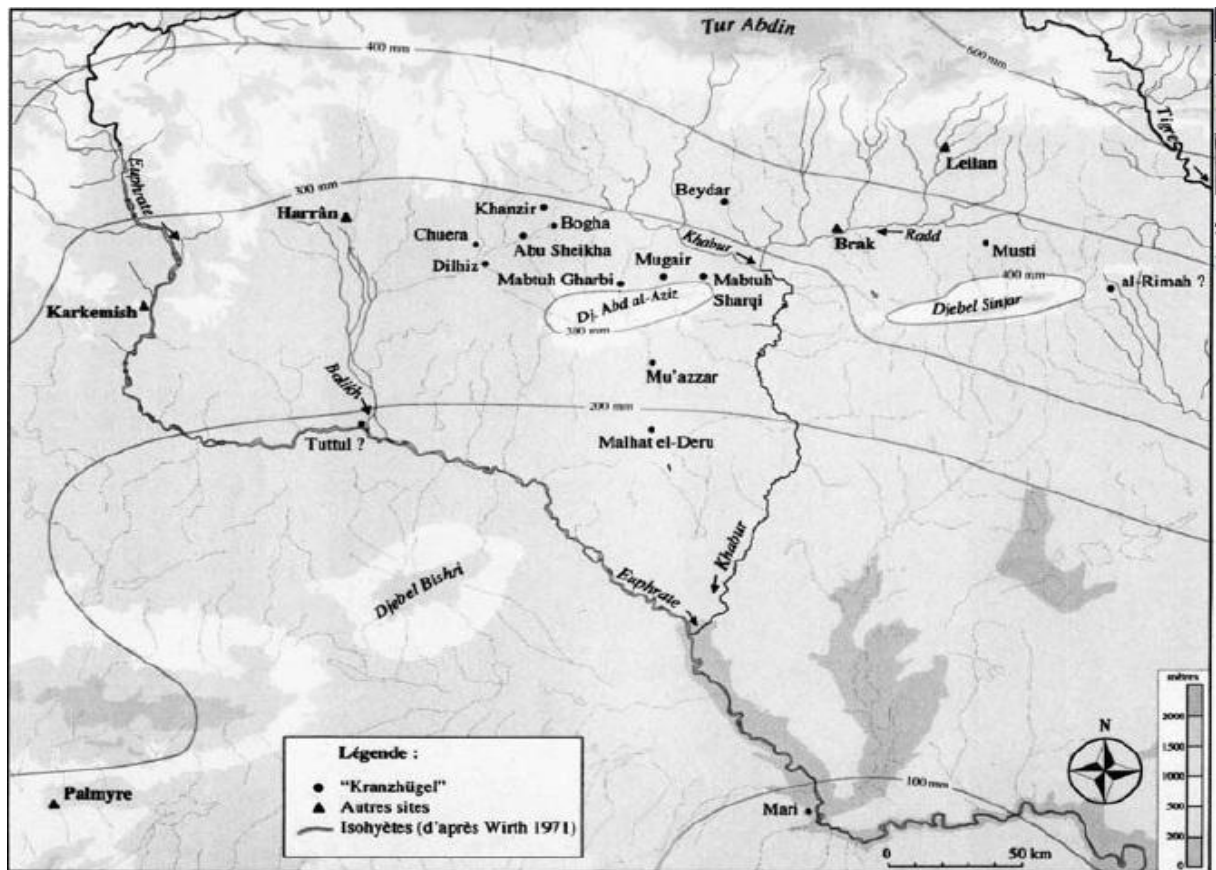 Tur Abdin
400 mm
600 mm
Tigres
Euphrate
Leilan
300 mm
Khanzir
Beydar
Harrân
Bogha
Chuera
Abu Sheikha
Khabur
Brak
Radd
Musti
Dilhiz
Mugair
400 mm
al-Rimah ?
Mabtuh Gharbi
Mabtuh
Sharqi
Karkemish
Dj. Abd al-Aziz
Djebel Sinjar
300 mm
Mu'azzar
Balikh
200 mm
Tuttul ?
Malhat el-Deru
Khabur
Djebel Bishri
Euphrate
mètres
2000
1500
1000
500
200
0
N
Légende :
"Kranzhügel"
Autres sites
Isohyètes (d'après Wirth 1971)
Palmyre
100 mm
Mari
0 50 km